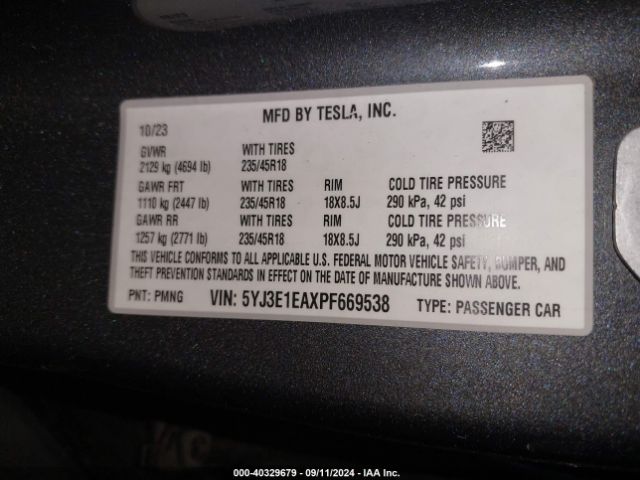 MFD BY TESLA, INC.
10/23
GVWR WITH TIRES
2129 kg (4694 lb) 235/45R18
GAWR FRT WITH TIRES RIM COLD TIRE PRESSURE
1110 kg (2447 lb) 235/45R18 18X8.5J 290 kPa, 42 psi
GAWR RR WITH TIRES RIM COLD TIRE PRESSURE
1257 kg (2771 lb) 235/45R18 18X8.5J 290 kPa, 42 psi
THIS VEHICLE CONFORMS TO ALL APPLICABLE U.S. FEDERAL MOTOR VEHICLE SAFETY, BUMPER, AND
THEFT PREVENTION STANDARDS IN EFFECT ON THE DATE OF MANUFACTURE SHOWN ABOVE.
PNT: PMNG VIN: 5YJ3E1EAXPF669538 TYPE: PASSENGER CAR
000-40329679 - 09/11/2024 - IAA Inc.